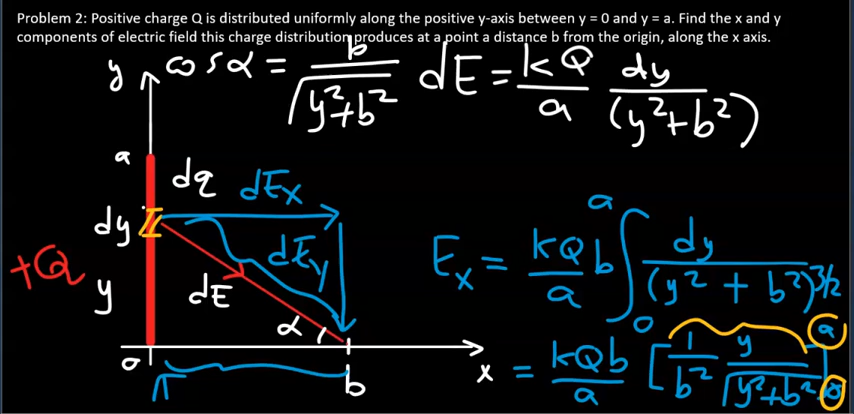 Problem 2: Positive charge Q is distributed uniformly along the positive y-axis between y = 0 and y = a. Find the x and y
components of electric field this charge distribution produces at a point a distance b from the origin, along the x axis.
y cos α = b / √(y²+b²) dE = kQ/a dy/(y²+b²)
a
dq dEx
dy
dEy
+Q
y
dE
α
0
b
x
Ex = kQ/a b ∫₀ᵃ dy/(y² + b²)^3/2
= kQb/a [1/b² y/√(y²+b²)]₀ᵃ